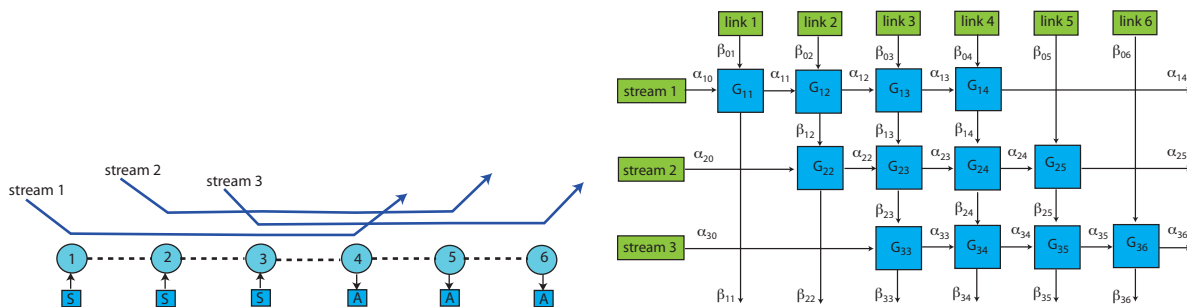 stream 1
stream 2
stream 3
1 2 3 4 5 6
S S S A A A
link 1 link 2 link 3 link 4 link 5 link 6
β01 β02 β03 β04 β05 β06
α10 α11 α12 α13 α14
stream 1 G11 G12 G13 G14
β12 β13 β14
α20 α22 α23 α24 α25
stream 2 G22 G23 G24 G25
β23 β24 β25
α30 α33 α34 α35 α36
stream 3 G33 G34 G35 G36
β11 β22 β33 β34 β35 β36